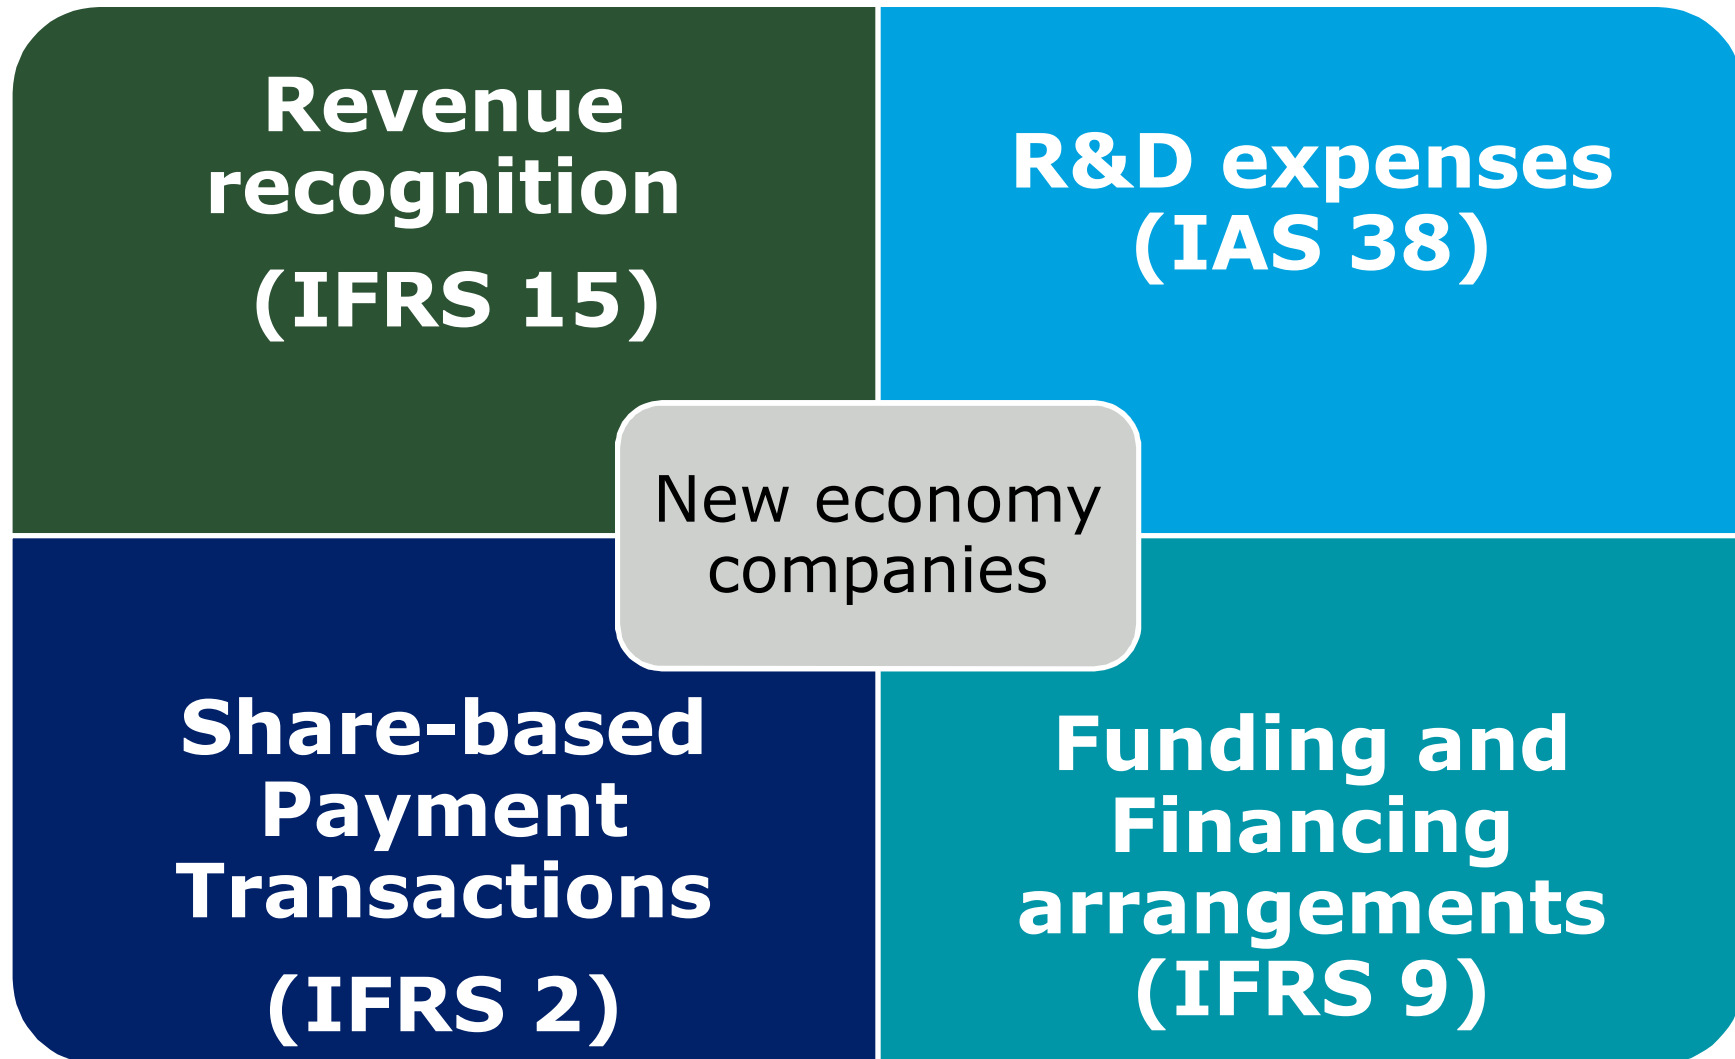 Revenue
recognition
(IFRS 15)
R&D expenses
(IAS 38)
New economy
companies
Share-based
Payment
Transactions
(IFRS 2)
Funding and
Financing
arrangements
(IFRS 9)